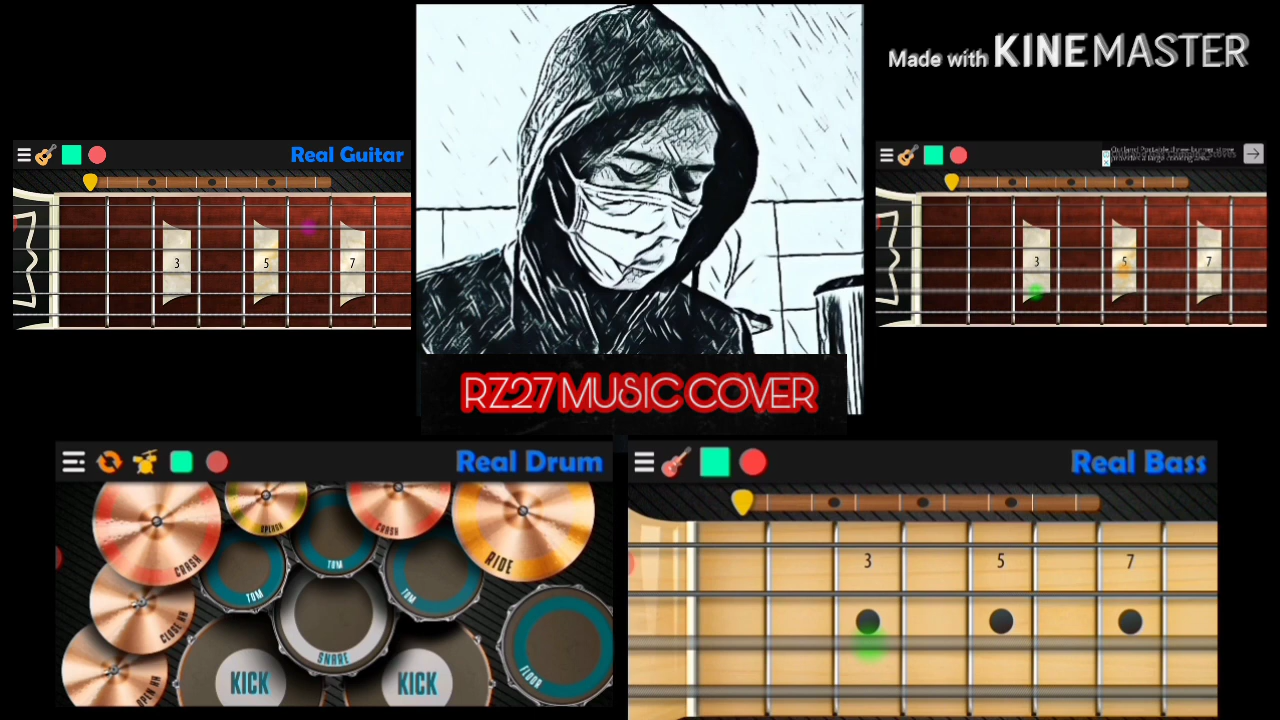 Made with KINEMASTER
Real Guitar
3 5 7
3 5 7
RZ27 MUSIC COVER
Real Drum
CRASH
SPLASH
TOM
CRASH
RIDE
TOM
TOM
CLOSE HH
SNARE
OPEN HH
KICK
KICK
FLOOR
Real Bass
3 5 7